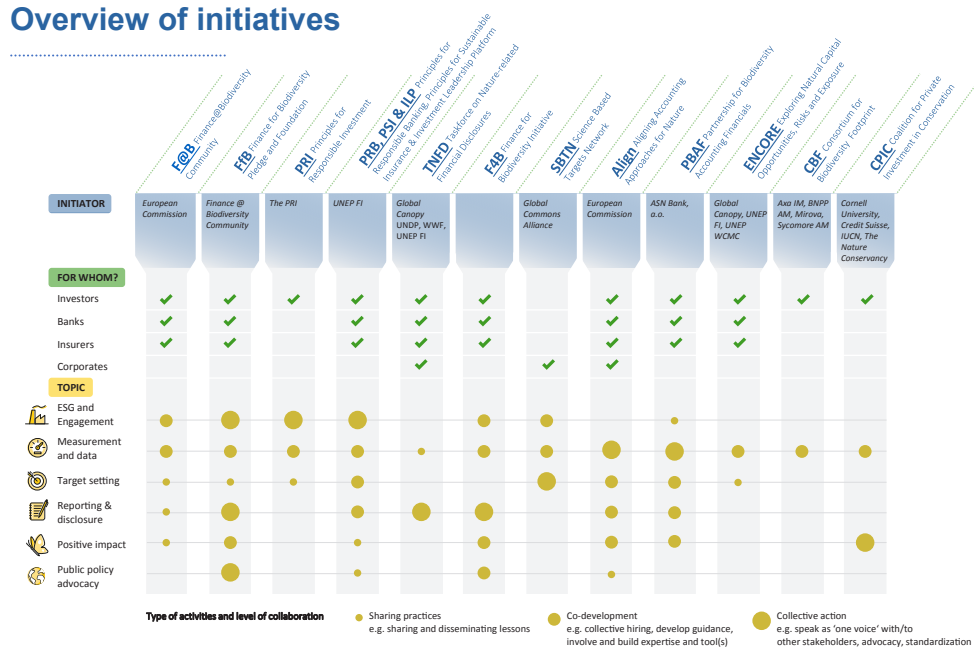 Overview of initiatives
F@B Finance@Biodiversity
Community
FfB Finance for Biodiversity
Pledge and Foundation
PRI Principles for
Responsible Investment
PRB, PSI & ILP Principles for
Responsible Banking, Principles for Sustainable
Insurance & Investment Leadership Platform
TNFD Taskforce on Nature-related
Financial Disclosures
F4B Finance for
Biodiversity Initiative
SBTN Science Based
Targets Network
Align Aligning Accounting
Approaches for Nature
PBAF Partnership for Biodiversity
Accounting Financials
ENCORE Exploring Natural Capital
Opportunities, Risks and Exposure
CBF Consortium for
Biodiversity Footprint
CPIC Coalition for Private
Investment in Conservation
INITIATOR
European
Commission
Finance @
Biodiversity
Community
The PRI
UNEP FI
Global
Canopy
UNDP, WWF,
UNEP FI
Global
Commons
Alliance
European
Commission
ASN Bank,
a.o.
Global
Canopy, UNEP
FI, UNEP
WCMC
Axa IM, BNPP
AM, Mirova,
Sycomore AM
Cornell
University,
Credit Suisse,
IUCN, The
Nature
Conservancy
FOR WHOM?
Investors
Banks
Insurers
Corporates
TOPIC
ESG and
Engagement
Measurement
and data
Target setting
Reporting &
disclosure
Positive impact
Public policy
advocacy
Type of activities and level of collaboration
Sharing practices
e.g. sharing and disseminating lessons
Co-development
e.g. collective hiring, develop guidance,
involve and build expertise and tool(s)
Collective action
e.g. speak as 'one voice' with/to
other stakeholders, advocacy, standardization